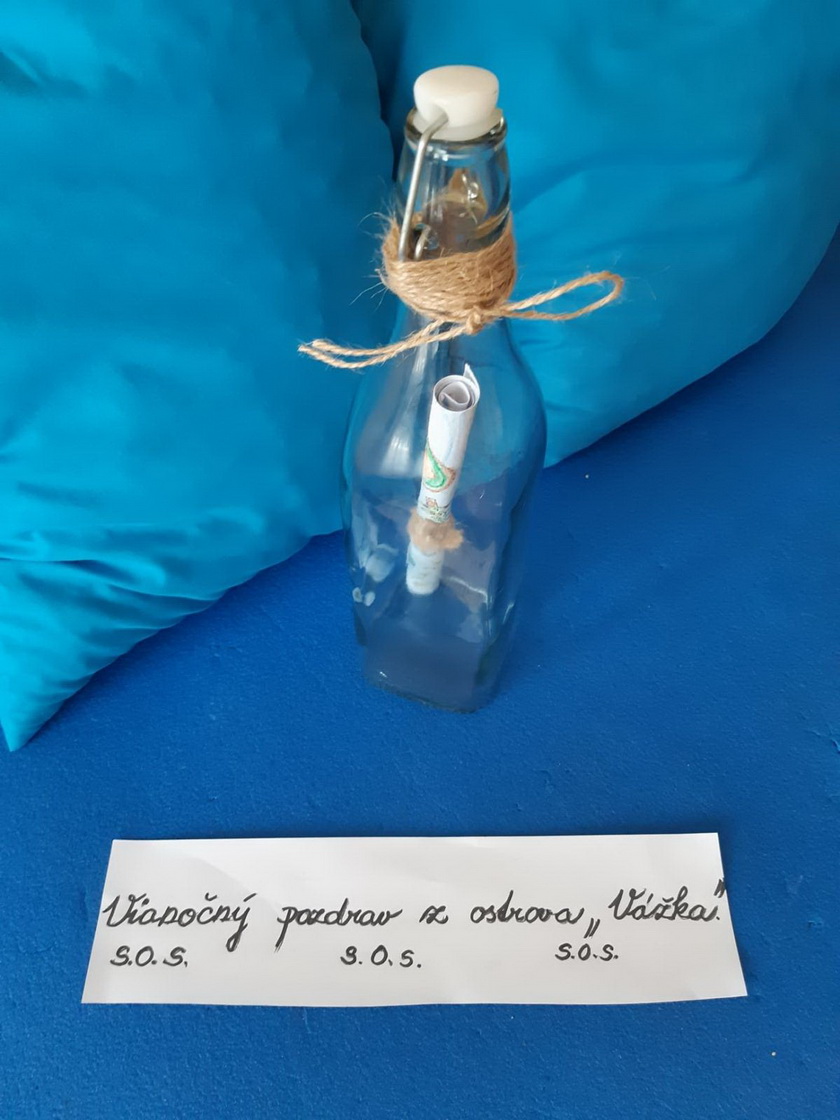 Vianočný pozdrav z ostrova „Vážka."
S.O.S. S.O.S. S.O.S.